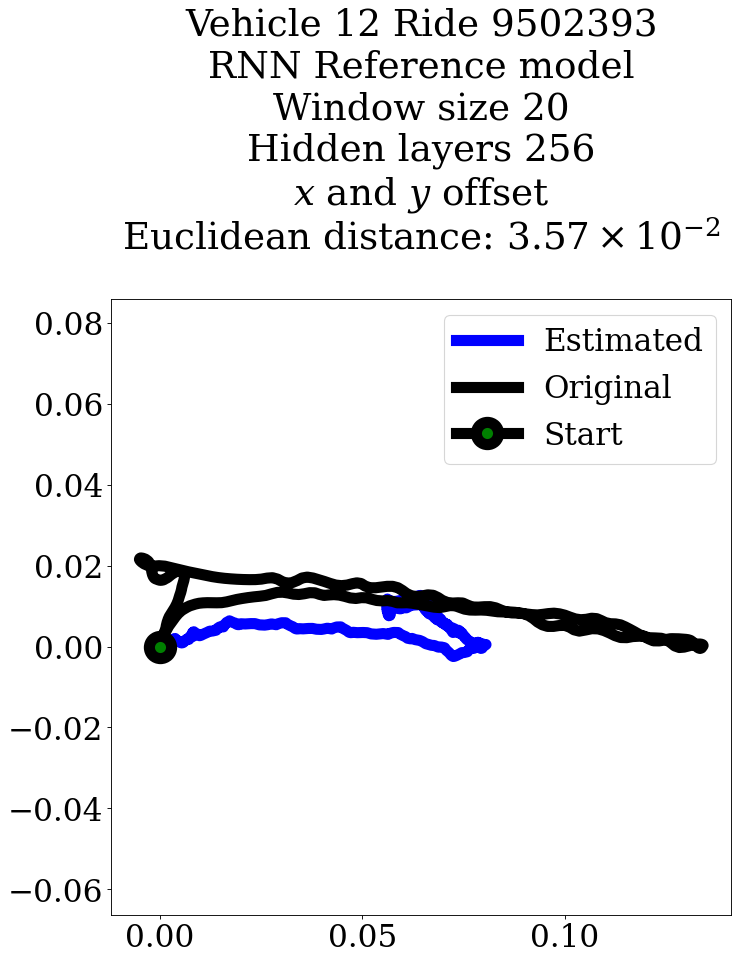 Vehicle 12 Ride 9502393
RNN Reference model
Window size 20
Hidden layers 256
x and y offset
Euclidean distance: 3.57 × 10⁻²
Estimated
Original
Start
0.08
0.06
0.04
0.02
0.00
−0.02
−0.04
−0.06
0.00 0.05 0.10